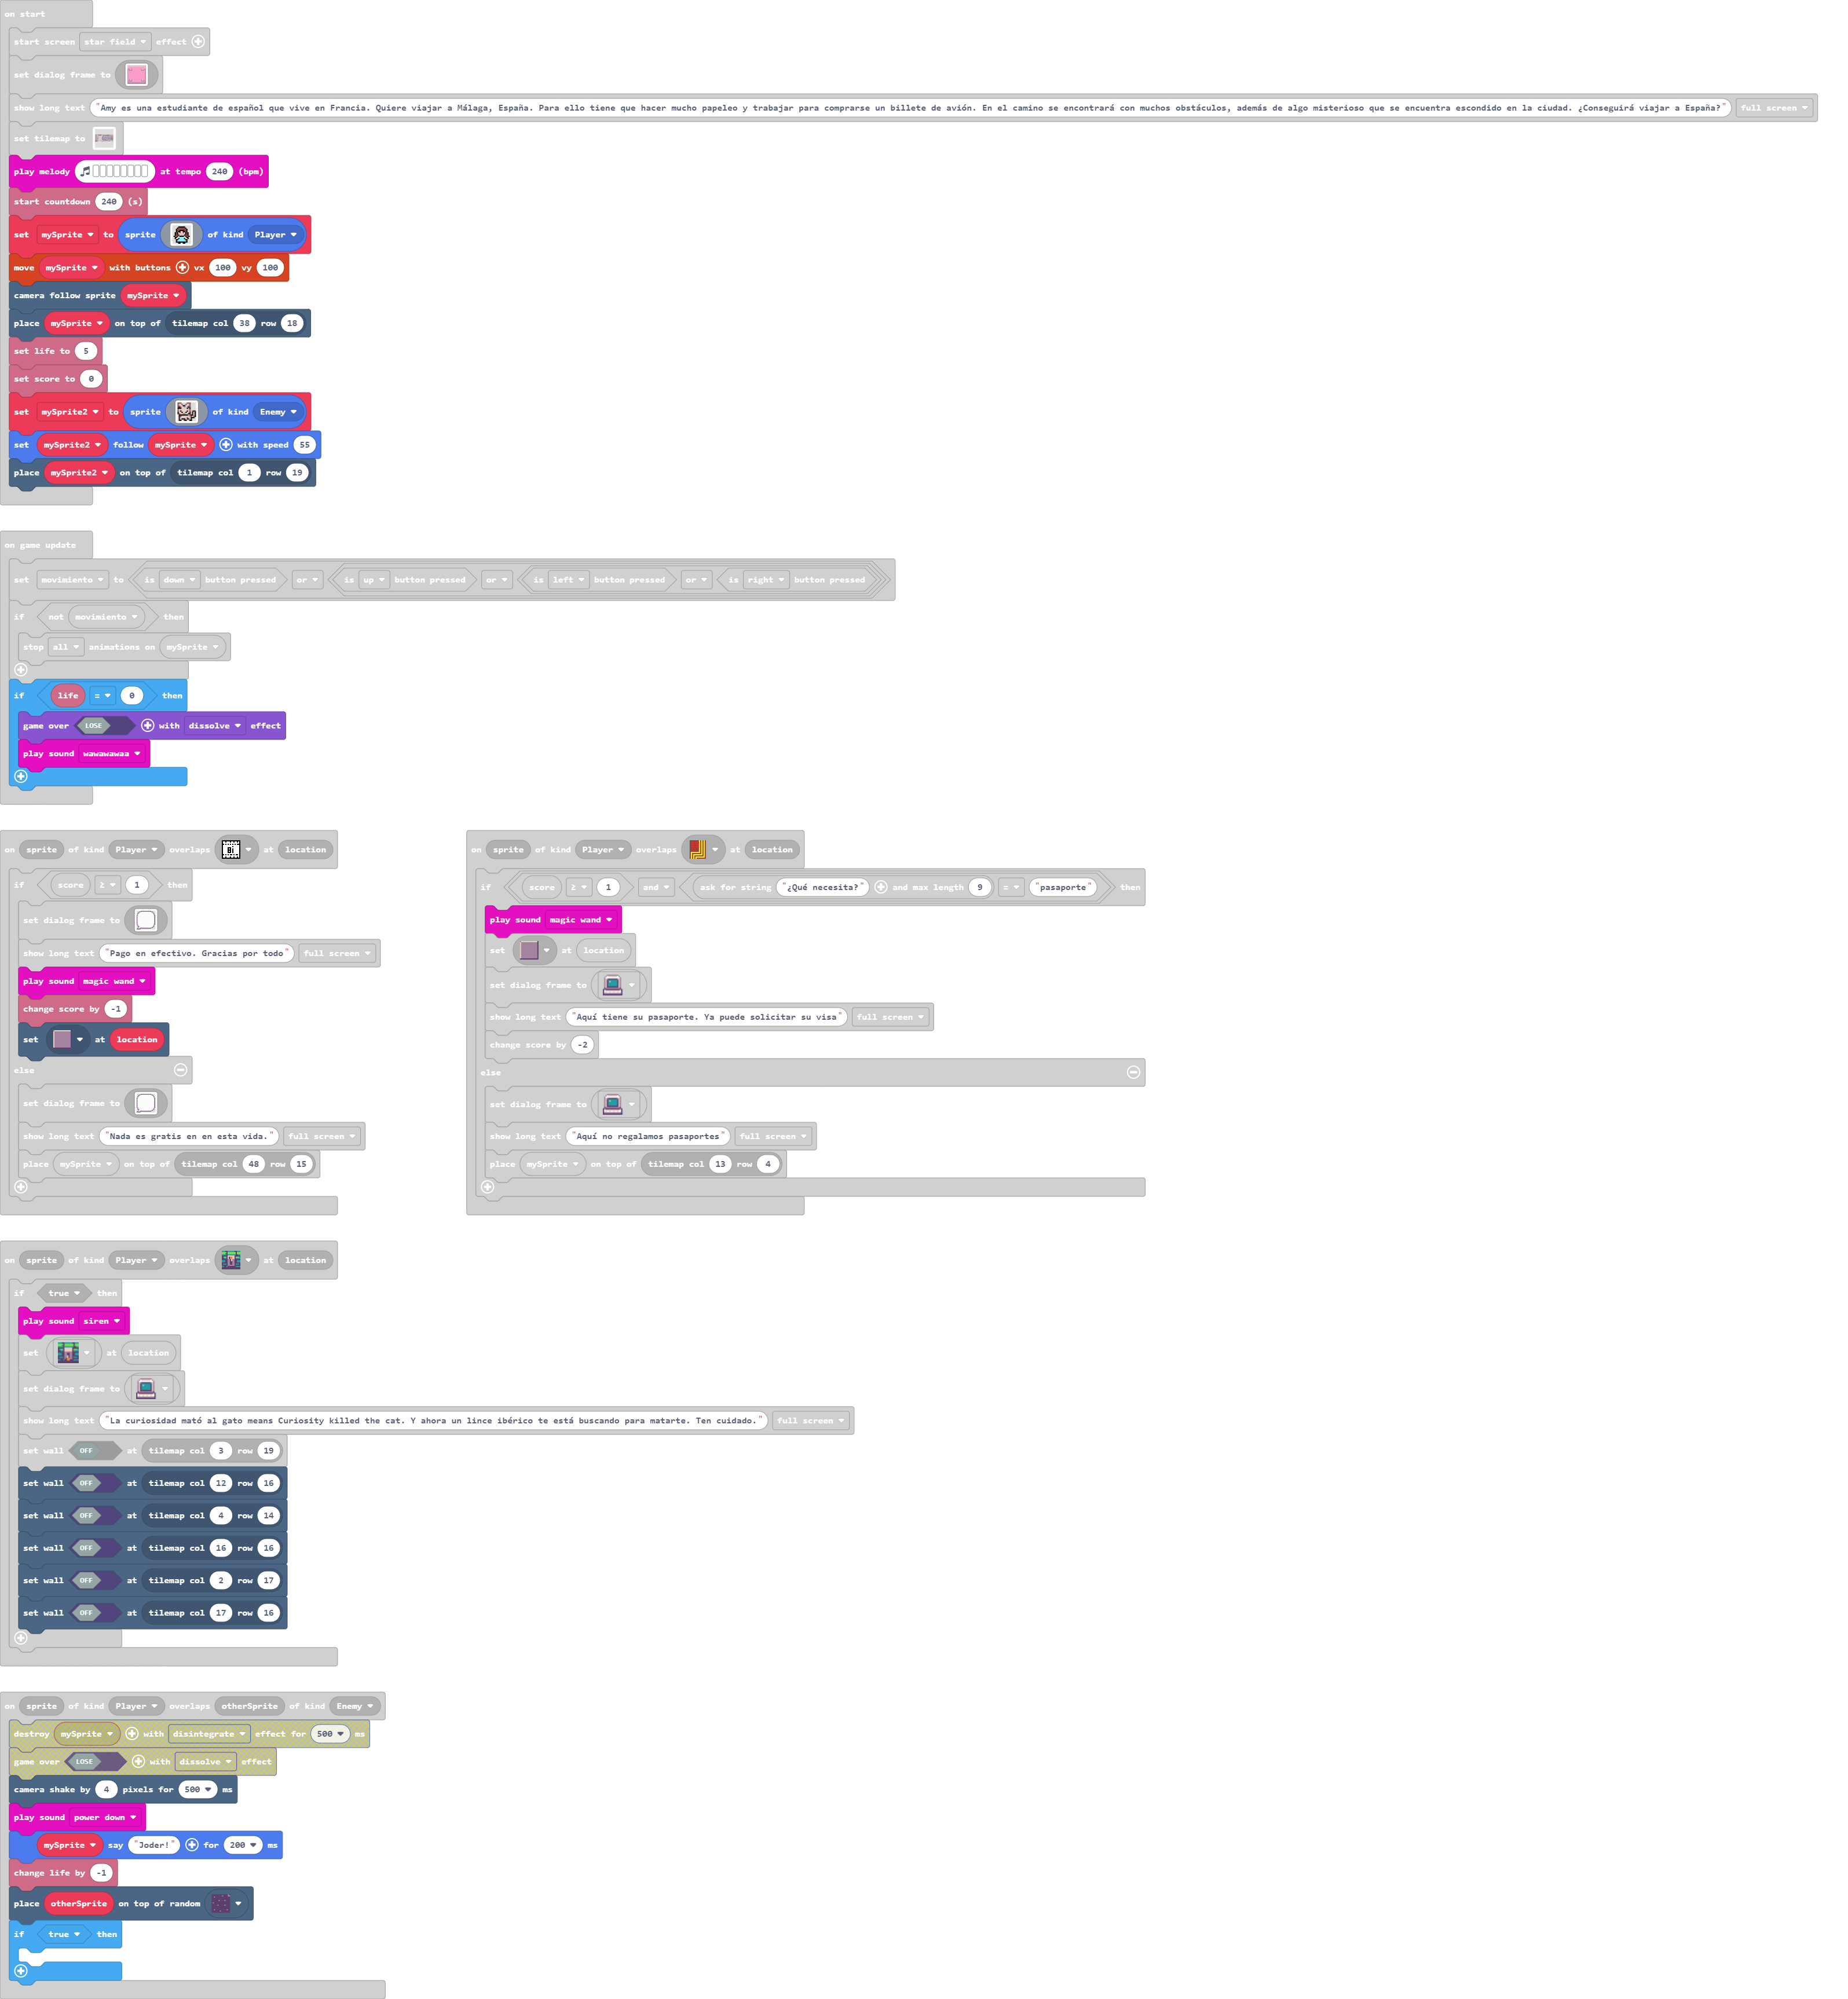 on start
start screen star field effect
set dialog frame to
show long text "Amy es una estudiante de español que vive en Francia. Quiere viajar a Málaga, España. Para ello tiene que hacer mucho papeleo y trabajar para comprarse un billete de avión. En el camino se encontrará con muchos obstáculos, además de algo misterioso que se encuentra escondido en la ciudad. ¿Conseguirá viajar a España?" full screen
set tilemap to
play melody at tempo 240 (bpm)
start countdown 240 (s)
set mySprite to sprite of kind Player
move mySprite with buttons vx 100 vy 100
camera follow sprite mySprite
place mySprite on top of tilemap col 38 row 18
set life to 5
set score to 0
set mySprite2 to sprite of kind Enemy
set mySprite2 follow mySprite with speed 55
place mySprite2 on top of tilemap col 1 row 19
on game update
set movimiento to is down button pressed or is up button pressed or is left button pressed or is right button pressed
if not movimiento then
stop all animations on mySprite
if life = 0 then
game over LOSE with dissolve effect
play sound wawawawaa
on sprite of kind Player overlaps Bi at location
if score ≥ 1 then
set dialog frame to
show long text "Pago en efectivo. Gracias por todo" full screen
play sound magic wand
change score by -1
set at location
else
set dialog frame to
show long text "Nada es gratis en en esta vida." full screen
place mySprite on top of tilemap col 48 row 15
on sprite of kind Player overlaps at location
if score ≥ 1 and ask for string "¿Qué necesita?" and max length 9 = "pasaporte" then
play sound magic wand
set at location
set dialog frame to
show long text "Aquí tiene su pasaporte. Ya puede solicitar su visa" full screen
change score by -2
else
set dialog frame to
show long text "Aquí no regalamos pasaportes" full screen
place mySprite on top of tilemap col 13 row 4
on sprite of kind Player overlaps at location
if true then
play sound siren
set at location
set dialog frame to
show long text "La curiosidad mató al gato means Curiosity killed the cat. Y ahora un lince ibérico te está buscando para matarte. Ten cuidado." full screen
set wall OFF at tilemap col 3 row 19
set wall OFF at tilemap col 12 row 16
set wall OFF at tilemap col 4 row 14
set wall OFF at tilemap col 16 row 16
set wall OFF at tilemap col 2 row 17
set wall OFF at tilemap col 17 row 16
on sprite of kind Player overlaps otherSprite of kind Enemy
destroy mySprite with disintegrate effect for 500 ms
game over LOSE with dissolve effect
camera shake by 4 pixels for 500 ms
play sound power down
mySprite say "Joder!" for 200 ms
change life by -1
place otherSprite on top of random
if true then